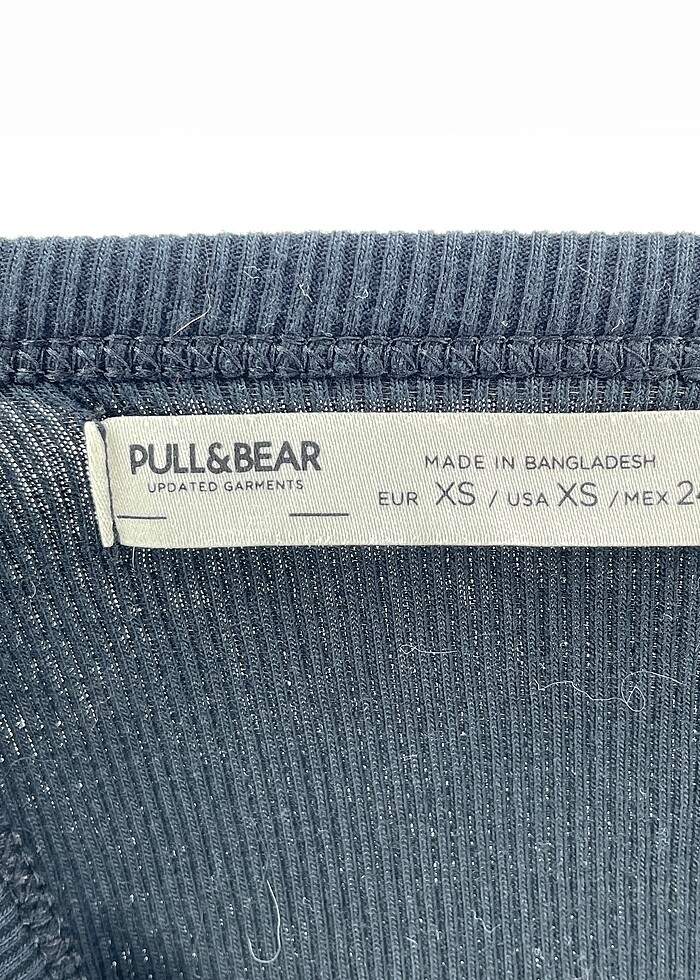 PULL&BEAR
UPDATED GARMENTS
MADE IN BANGLADESH
EUR XS / USA XS / MEX